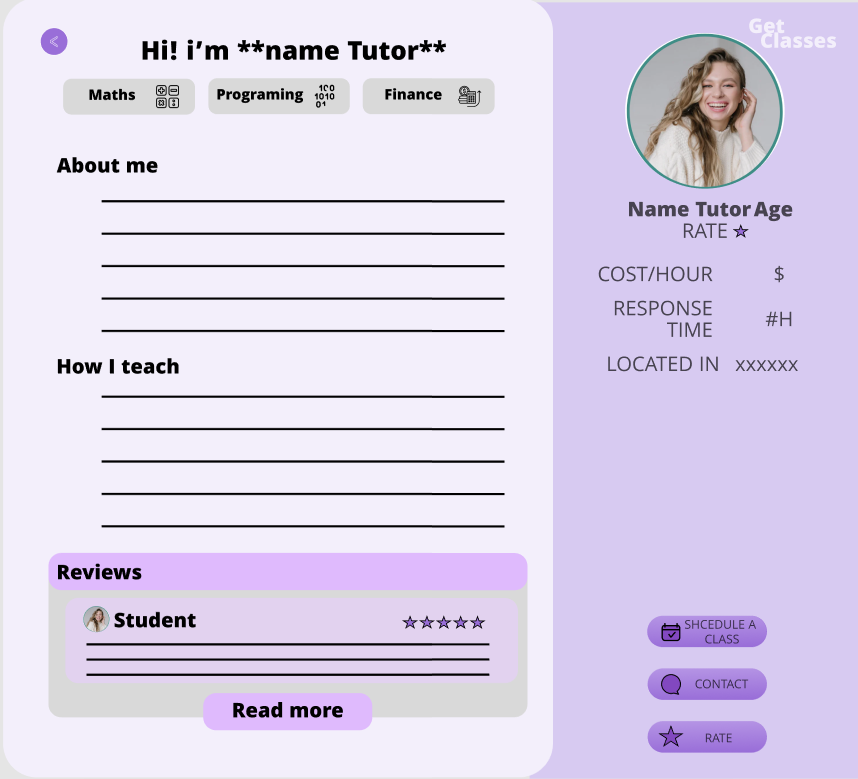 Hi! i’m **name Tutor**
Maths
Programing
Finance
About me
How I teach
Reviews
Student
Read more
Get
Classes
Name Tutor Age
RATE
COST/HOUR $
RESPONSE
TIME
#H
LOCATED IN xxxxxx
SHCEDULE A
CLASS
CONTACT
RATE